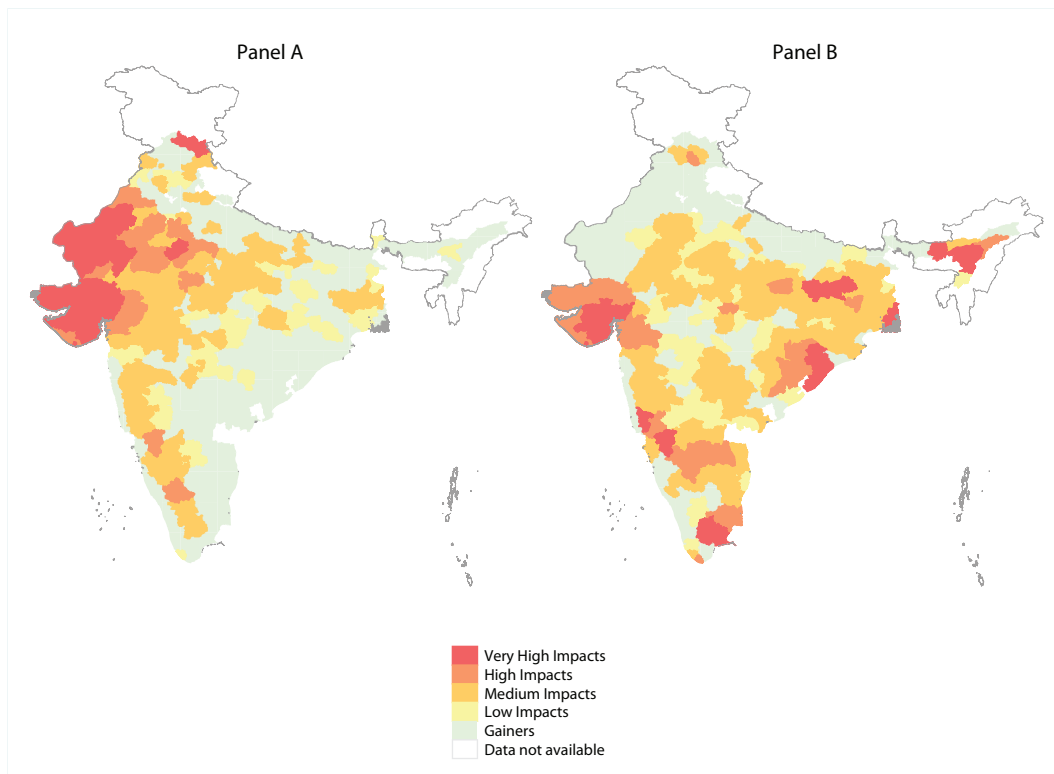 Panel A
Panel B
Very High Impacts
High Impacts
Medium Impacts
Low Impacts
Gainers
Data not available